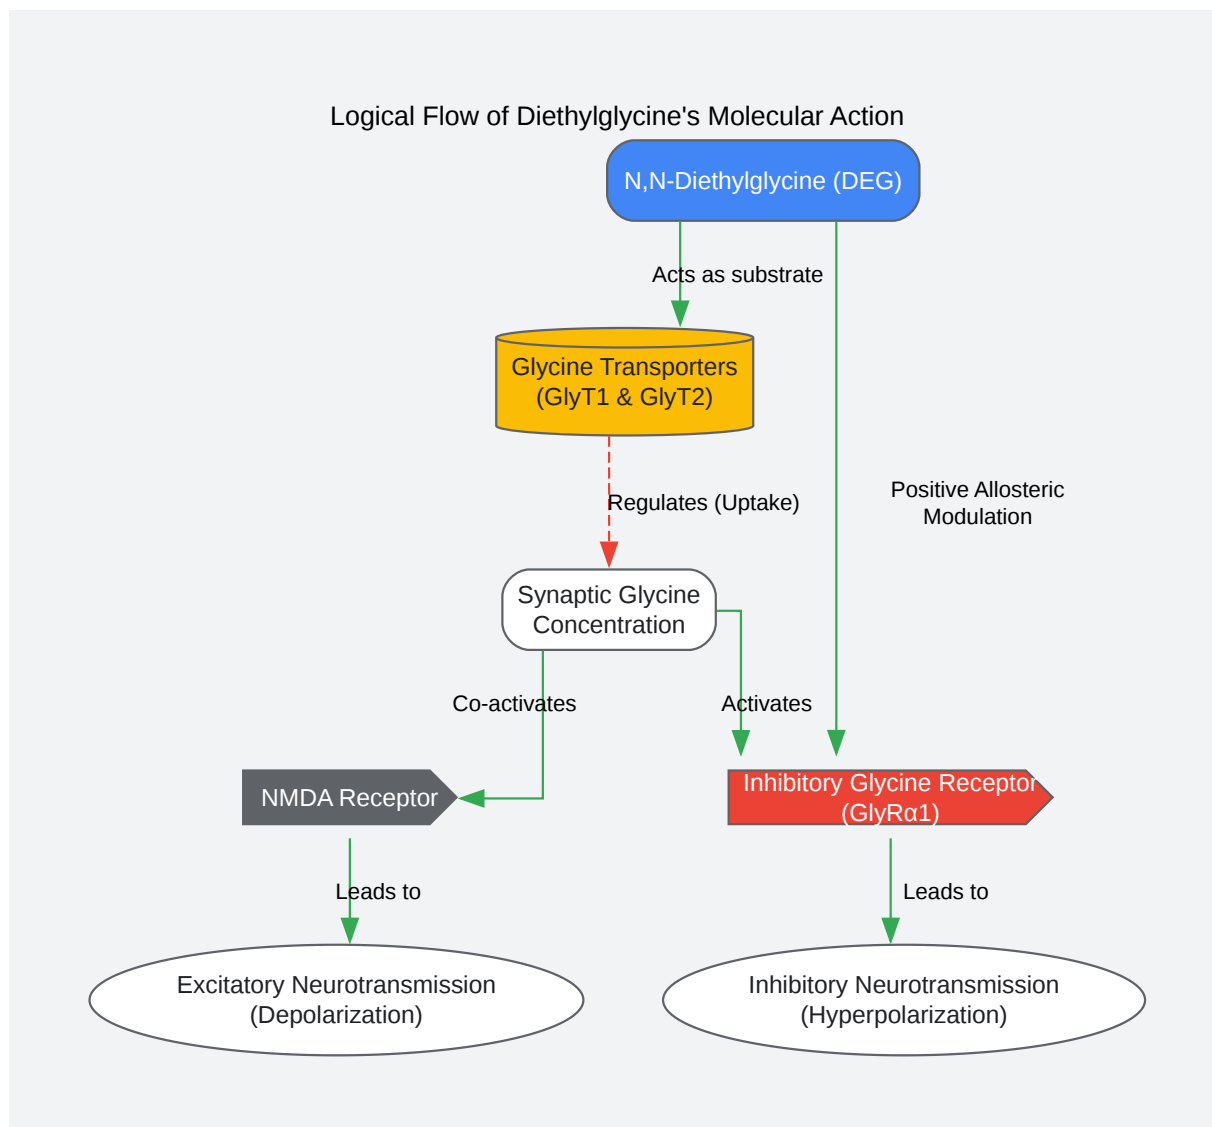 Logical Flow of Diethylglycine's Molecular Action
N,N-Diethylglycine (DEG)
Acts as substrate
Glycine Transporters
(GlyT1 & GlyT2)
Regulates (Uptake)
Positive Allosteric
Modulation
Synaptic Glycine
Concentration
Co-activates
Activates
NMDA Receptor
Inhibitory Glycine Receptor
(GlyRα1)
Leads to
Leads to
Excitatory Neurotransmission
(Depolarization)
Inhibitory Neurotransmission
(Hyperpolarization)